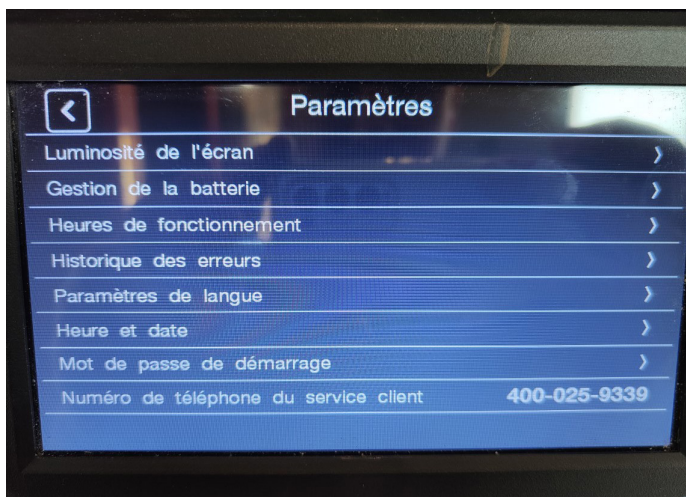 Paramètres
Luminosité de l'écran
Gestion de la batterie
Heures de fonctionnement
Historique des erreurs
Paramètres de langue
Heure et date
Mot de passe de démarrage
Numéro de téléphone du service client 400-025-9339